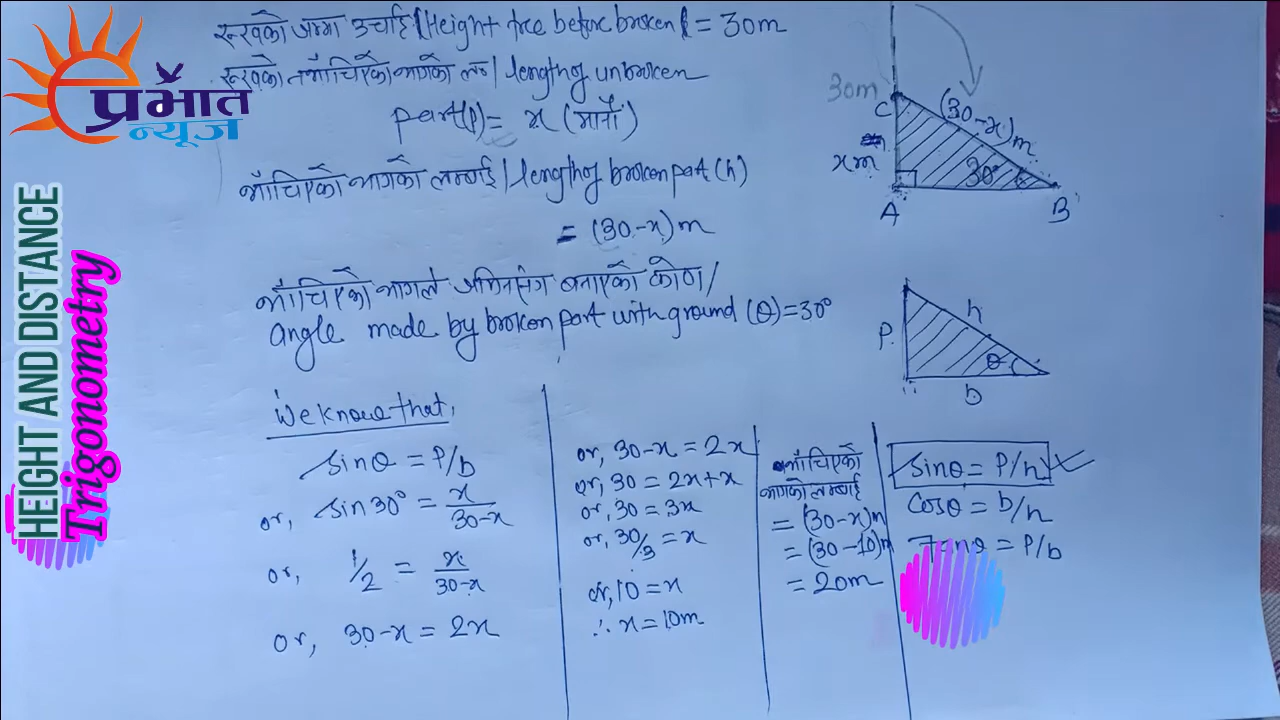 रूखको जम्मा उचाई/Height tree before broken = 30m
रूखको नभाँचिएको भागको ल०/length of unbroken
part(P) = x (मानौं)
भाँचिएको भागको लम्बाई/length of broken part (h)
= (30-x)m
भाँचिएको भागले जमिनसंग बनाएको कोण/
angle made by broken part with ground (θ)=30°
We know that,
sinθ = P/b
or, sin30° = x/30-x
or, 1/2 = x/30-x
or, 30-x = 2x
or, 30-x = 2x
or, 30 = 2x+x
or, 30 = 3x
or, 30/3 = x
or, 10 = x
∴ x = 10m
भाँचिएको
भागको लम्बाई
= (30-x)m
= (30-10)m
= 20m
sinθ = P/h
Cosθ = b/h
θ = P/b
30m
C
(30-x)m
xm
30°
A
B
P
h
θ
b
प्रभात
न्यूज
HEIGHT AND DISTANCE
Trigonometry